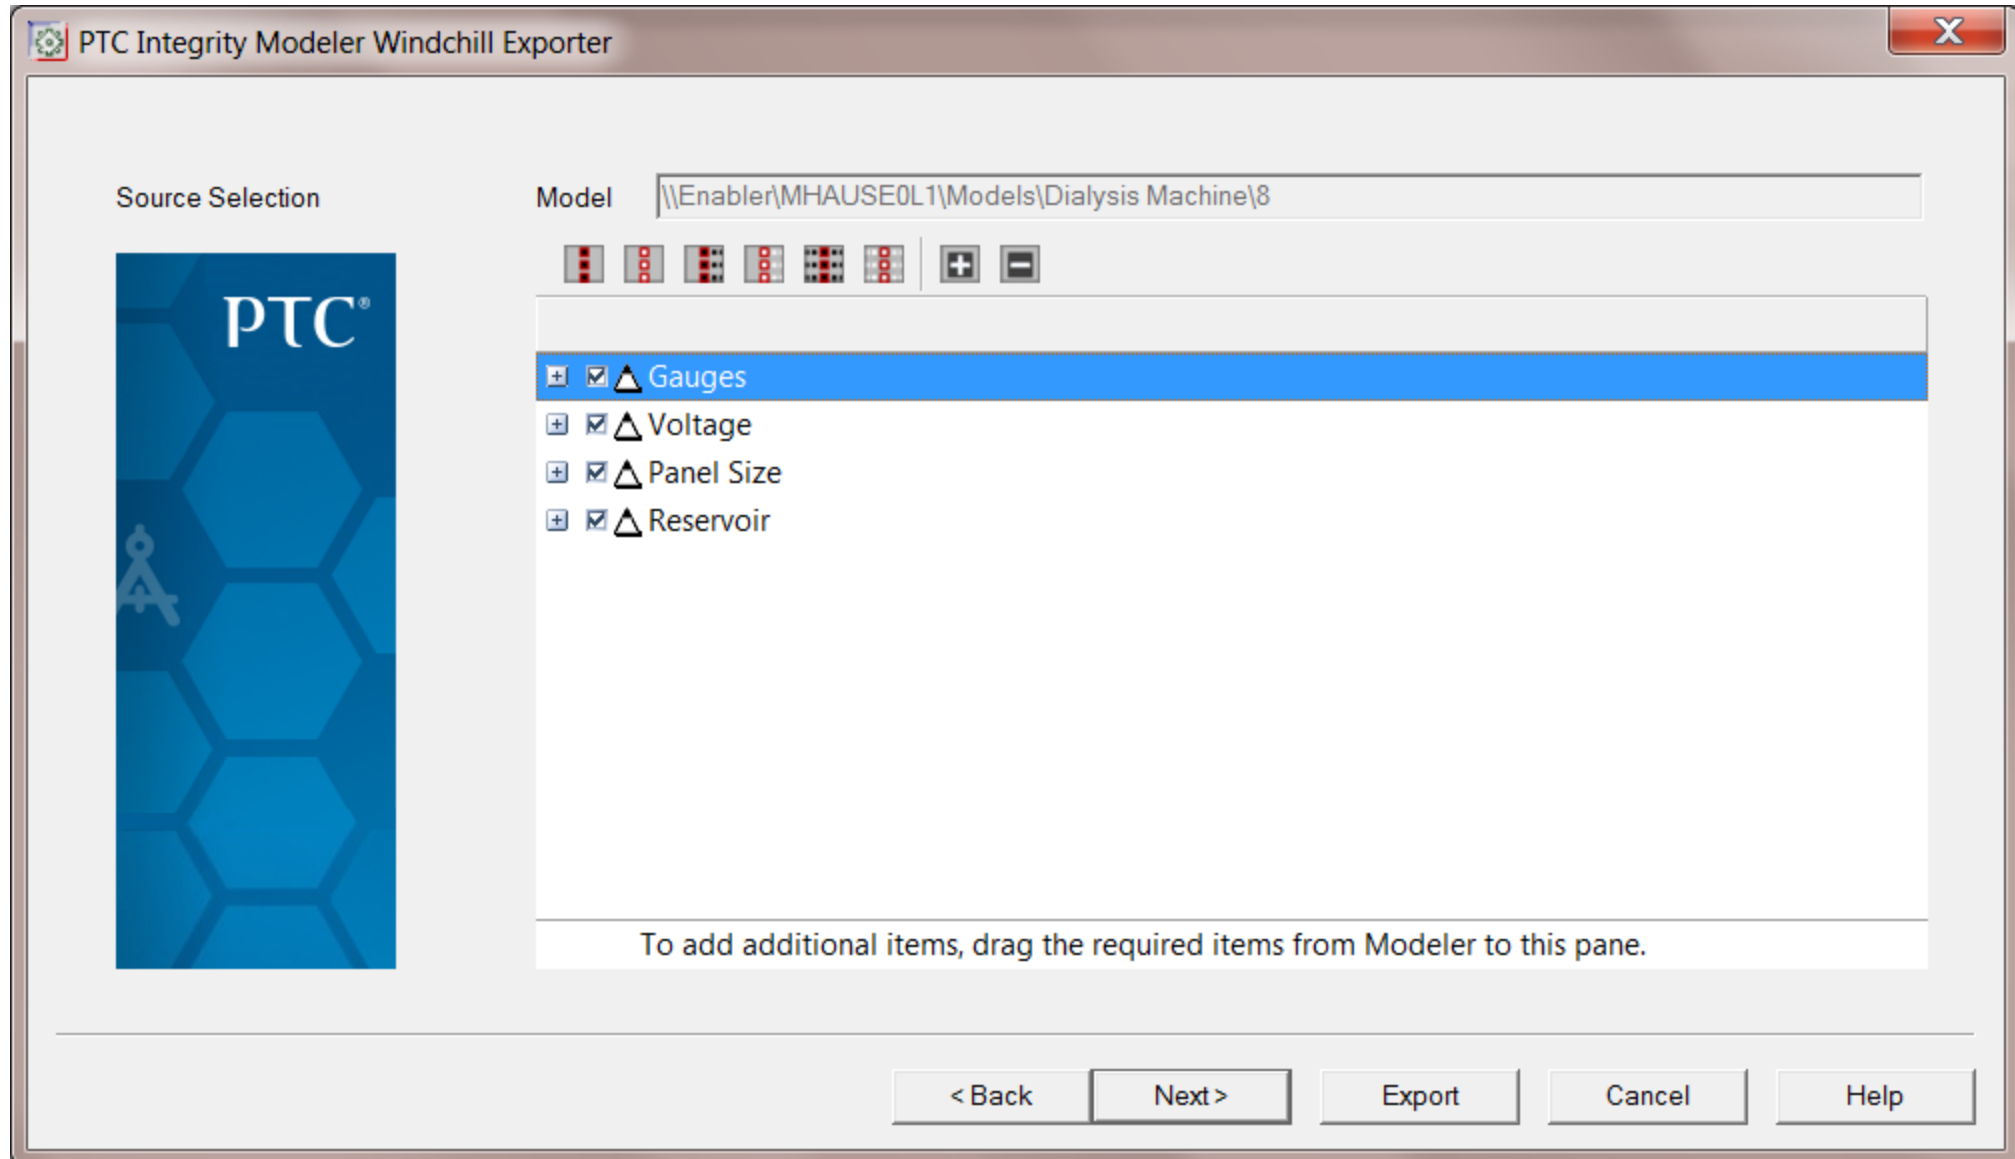 PTC Integrity Modeler Windchill Exporter
Source Selection
Model
\\Enabler\MHAUSE0L1\Models\Dialysis Machine\8
PTC®
Gauges
Voltage
Panel Size
Reservoir
To add additional items, drag the required items from Modeler to this pane.
< Back
Next >
Export
Cancel
Help